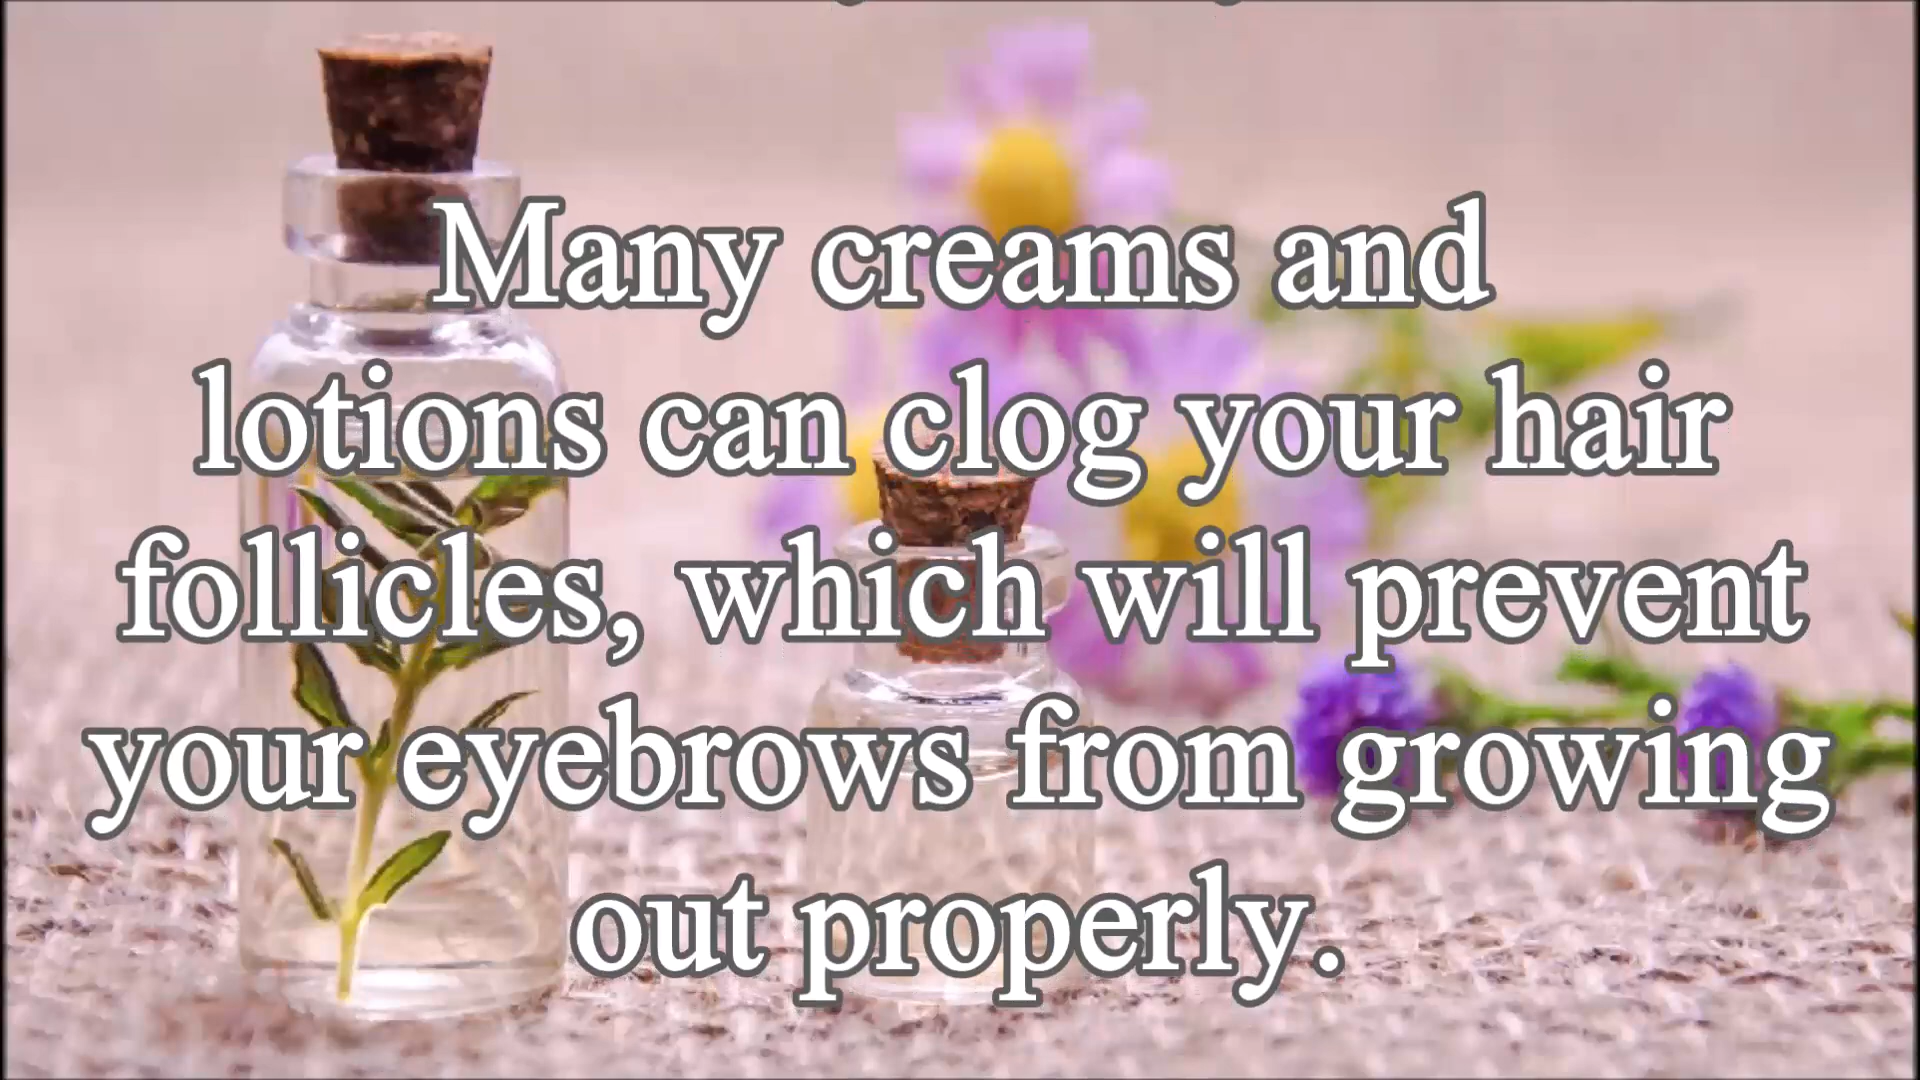 Many creams and
lotions can clog your hair
follicles, which will prevent
your eyebrows from growing
out properly.